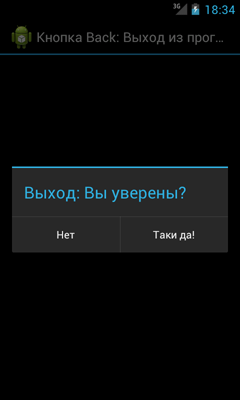 3G 18:34
Кнопка Back: Выход из прог...
Выход: Вы уверены?
Нет Таки да!